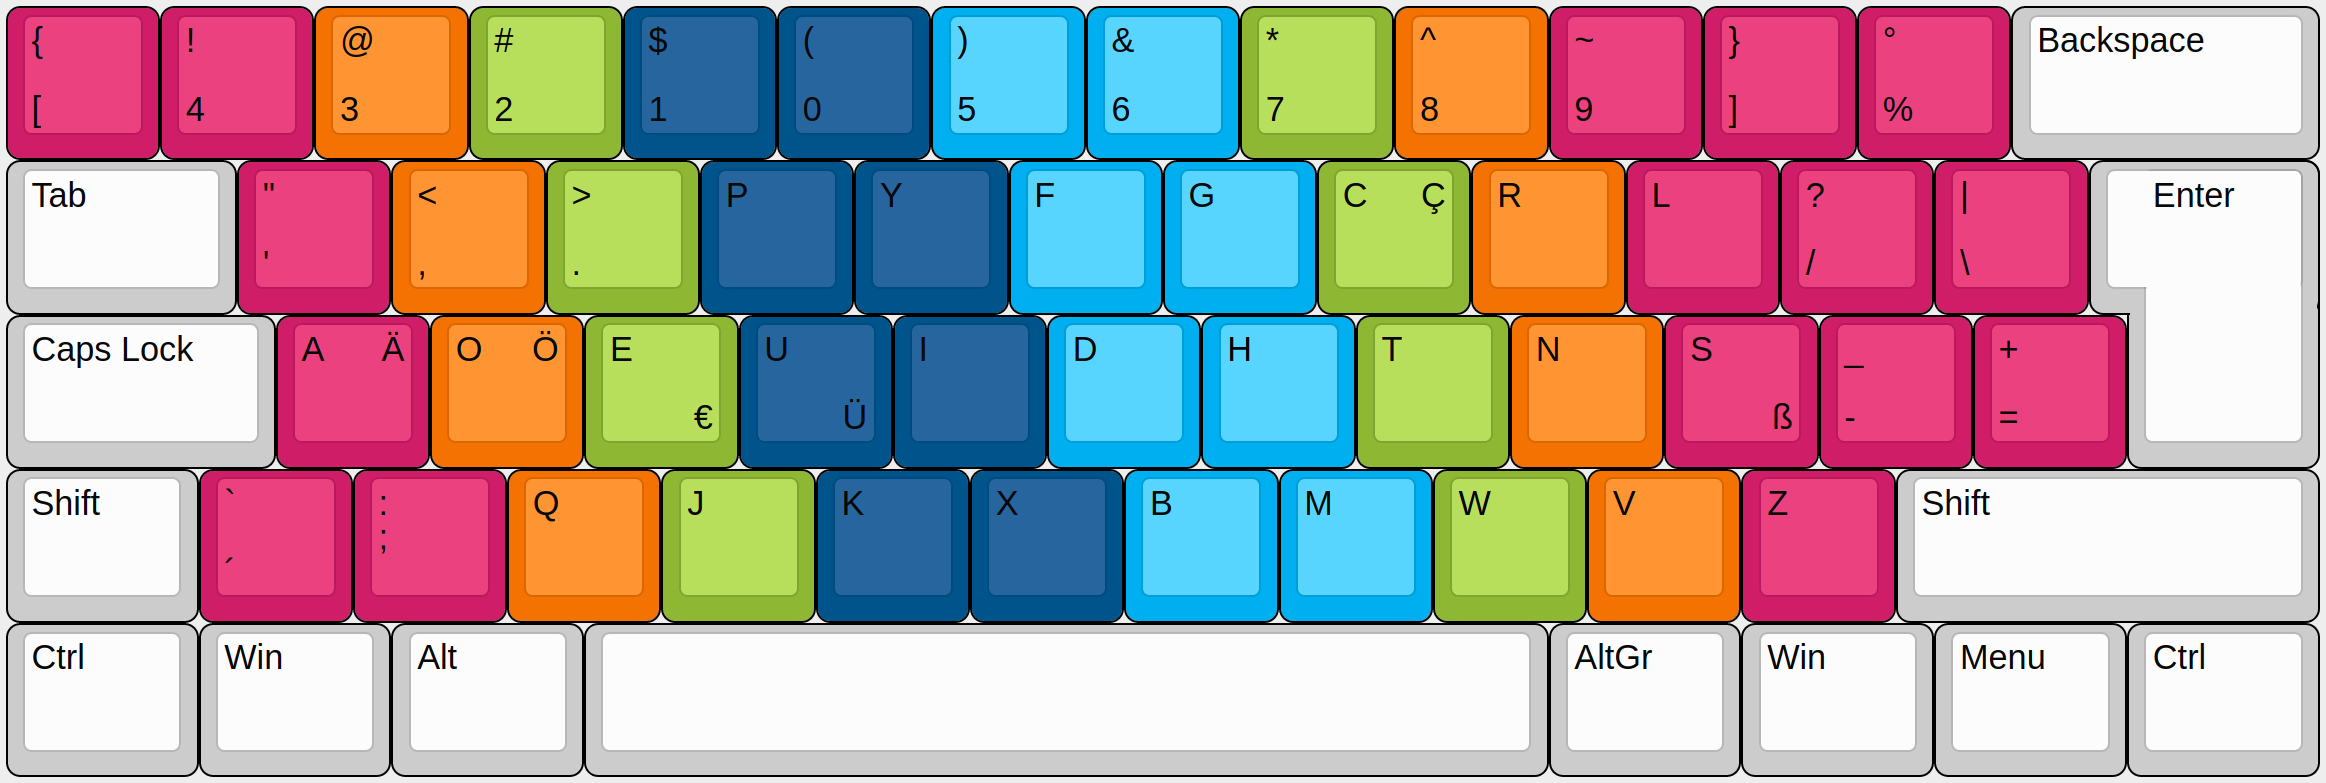 { ! @ # $ ( ) & * ^ ~ } ° Backspace
[ 4 3 2 1 0 5 6 7 8 9 ] %
Tab " < > P Y F G C Ç R L ? | Enter
' , . / \
Caps Lock A Ä O Ö E U I D H T N S _ +
€ Ü ß - =
Shift ` : Q J K X B M W V Z Shift
;
´
Ctrl Win Alt AltGr Win Menu Ctrl